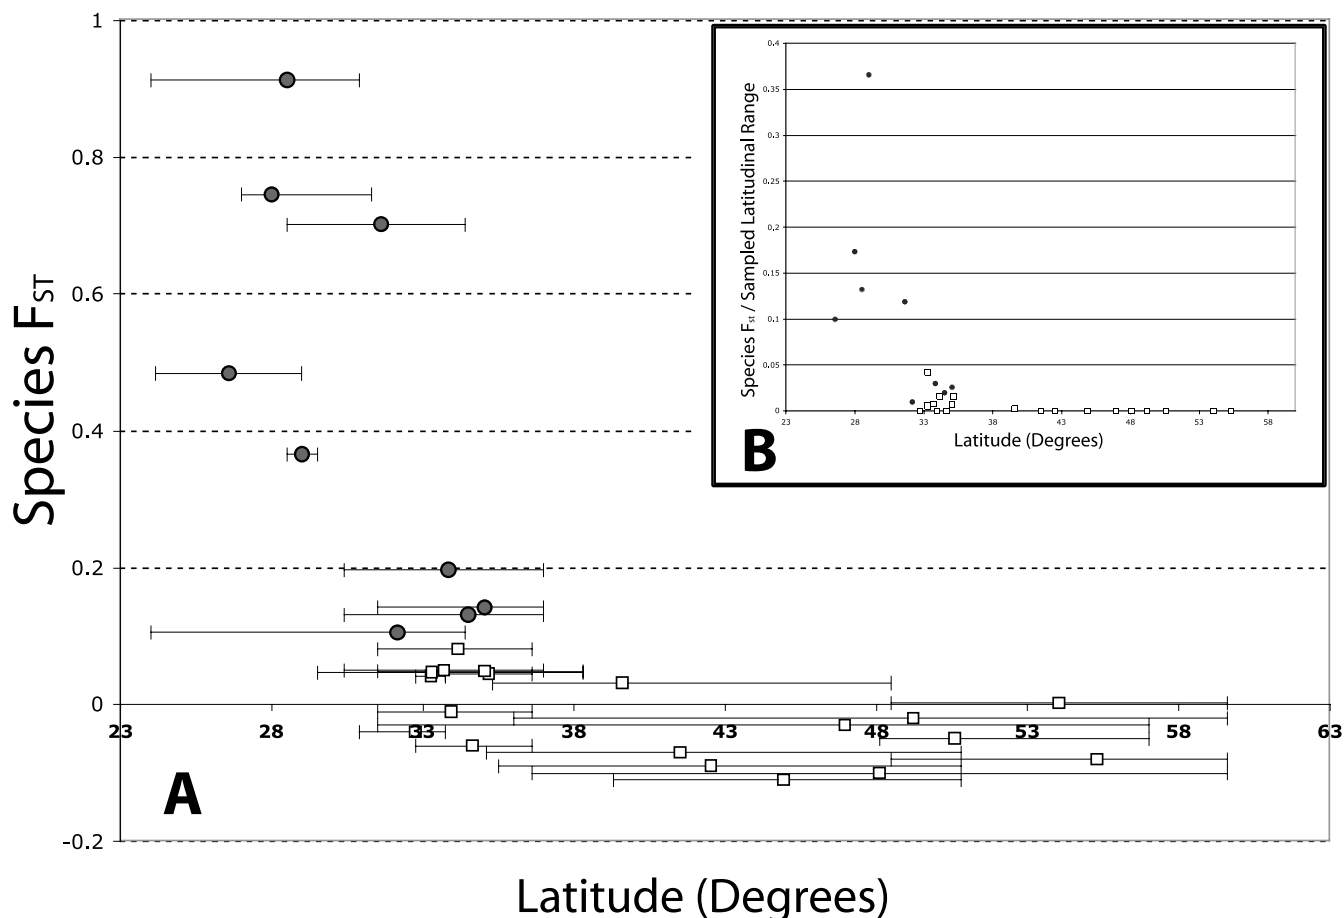 1
0.8
0.6
0.4
0.2
0
-0.2
Species FST
23 28 33 38 43 48 53 58 63
Latitude (Degrees)
A
0.4
0.35
0.3
0.25
0.2
0.15
0.1
0.05
0
Species Fst / Sampled Latitudinal Range
23 28 33 38 43 48 53 58
Latitude (Degrees)
B